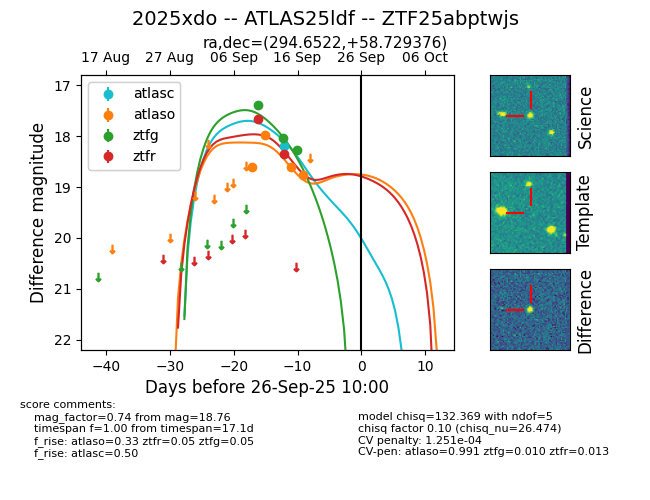 2025xdo -- ATLAS25ldf -- ZTF25abptwjs
ra,dec=(294.6522,+58.729376)
17 Aug 27 Aug 06 Sep 16 Sep 26 Sep 06 Oct
atlasc
atlaso
ztfg
ztfr
Difference magnitude
17
18
19
20
21
22
−40 −30 −20 −10 0 10
Days before 26-Sep-25 10:00
Science
Template
Difference
score comments:
mag_factor=0.74 from mag=18.76
timespan f=1.00 from timespan=17.1d
f_rise: atlaso=0.33 ztfr=0.05 ztfg=0.05
f_rise: atlasc=0.50
model chisq=132.369 with ndof=5
chisq factor 0.10 (chisq_nu=26.474)
CV penalty: 1.251e-04
CV-pen: atlaso=0.991 ztfg=0.010 ztfr=0.013